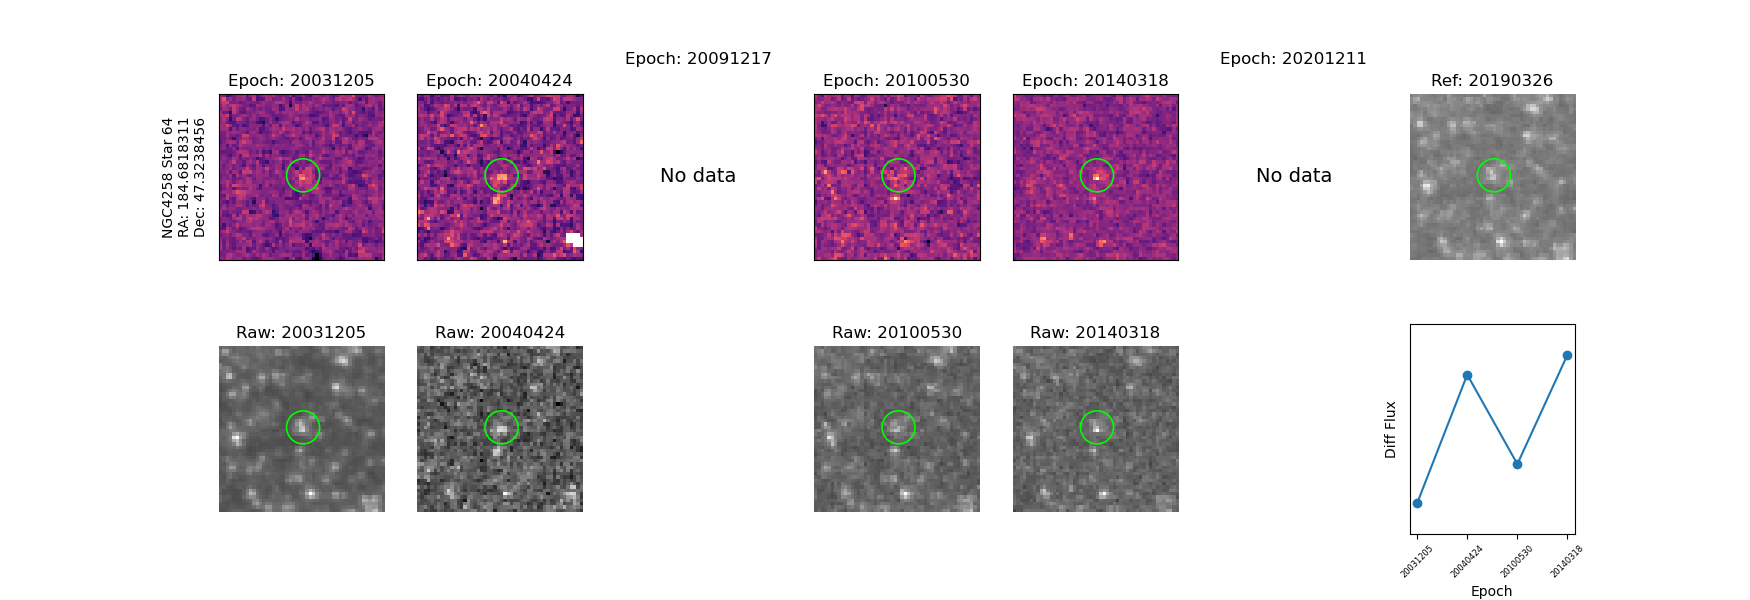 Epoch: 20091217
Epoch: 20201211
Epoch: 20031205
Epoch: 20040424
Epoch: 20100530
Epoch: 20140318
Ref: 20190326
NGC4258 Star 64
RA: 184.6818311
Dec: 47.3238456
No data
No data
Raw: 20031205
Raw: 20040424
Raw: 20100530
Raw: 20140318
Diff Flux
20031205
20040424
20100530
20140318
Epoch